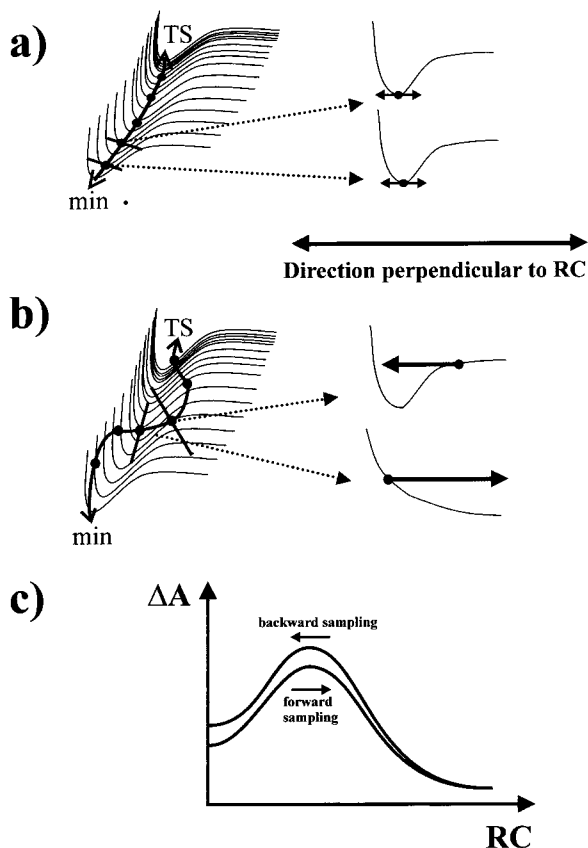 a)
TS
min
Direction perpendicular to RC
b)
TS
min
c)
ΔA
backward sampling
forward
sampling
RC